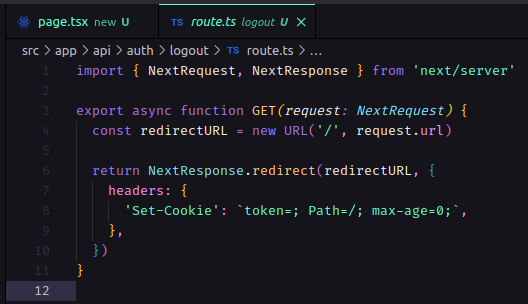 page.tsx new U
TS route.ts logout U ×
src > app > api > auth > logout > TS route.ts > ...
1 import { NextRequest, NextResponse } from 'next/server'
2
3 export async function GET(request: NextRequest) {
4 const redirectURL = new URL('/', request.url)
5
6 return NextResponse.redirect(redirectURL, {
7 headers: {
8 'Set-Cookie': `token=; Path=/; max-age=0;`,
9 },
10 })
11 }
12